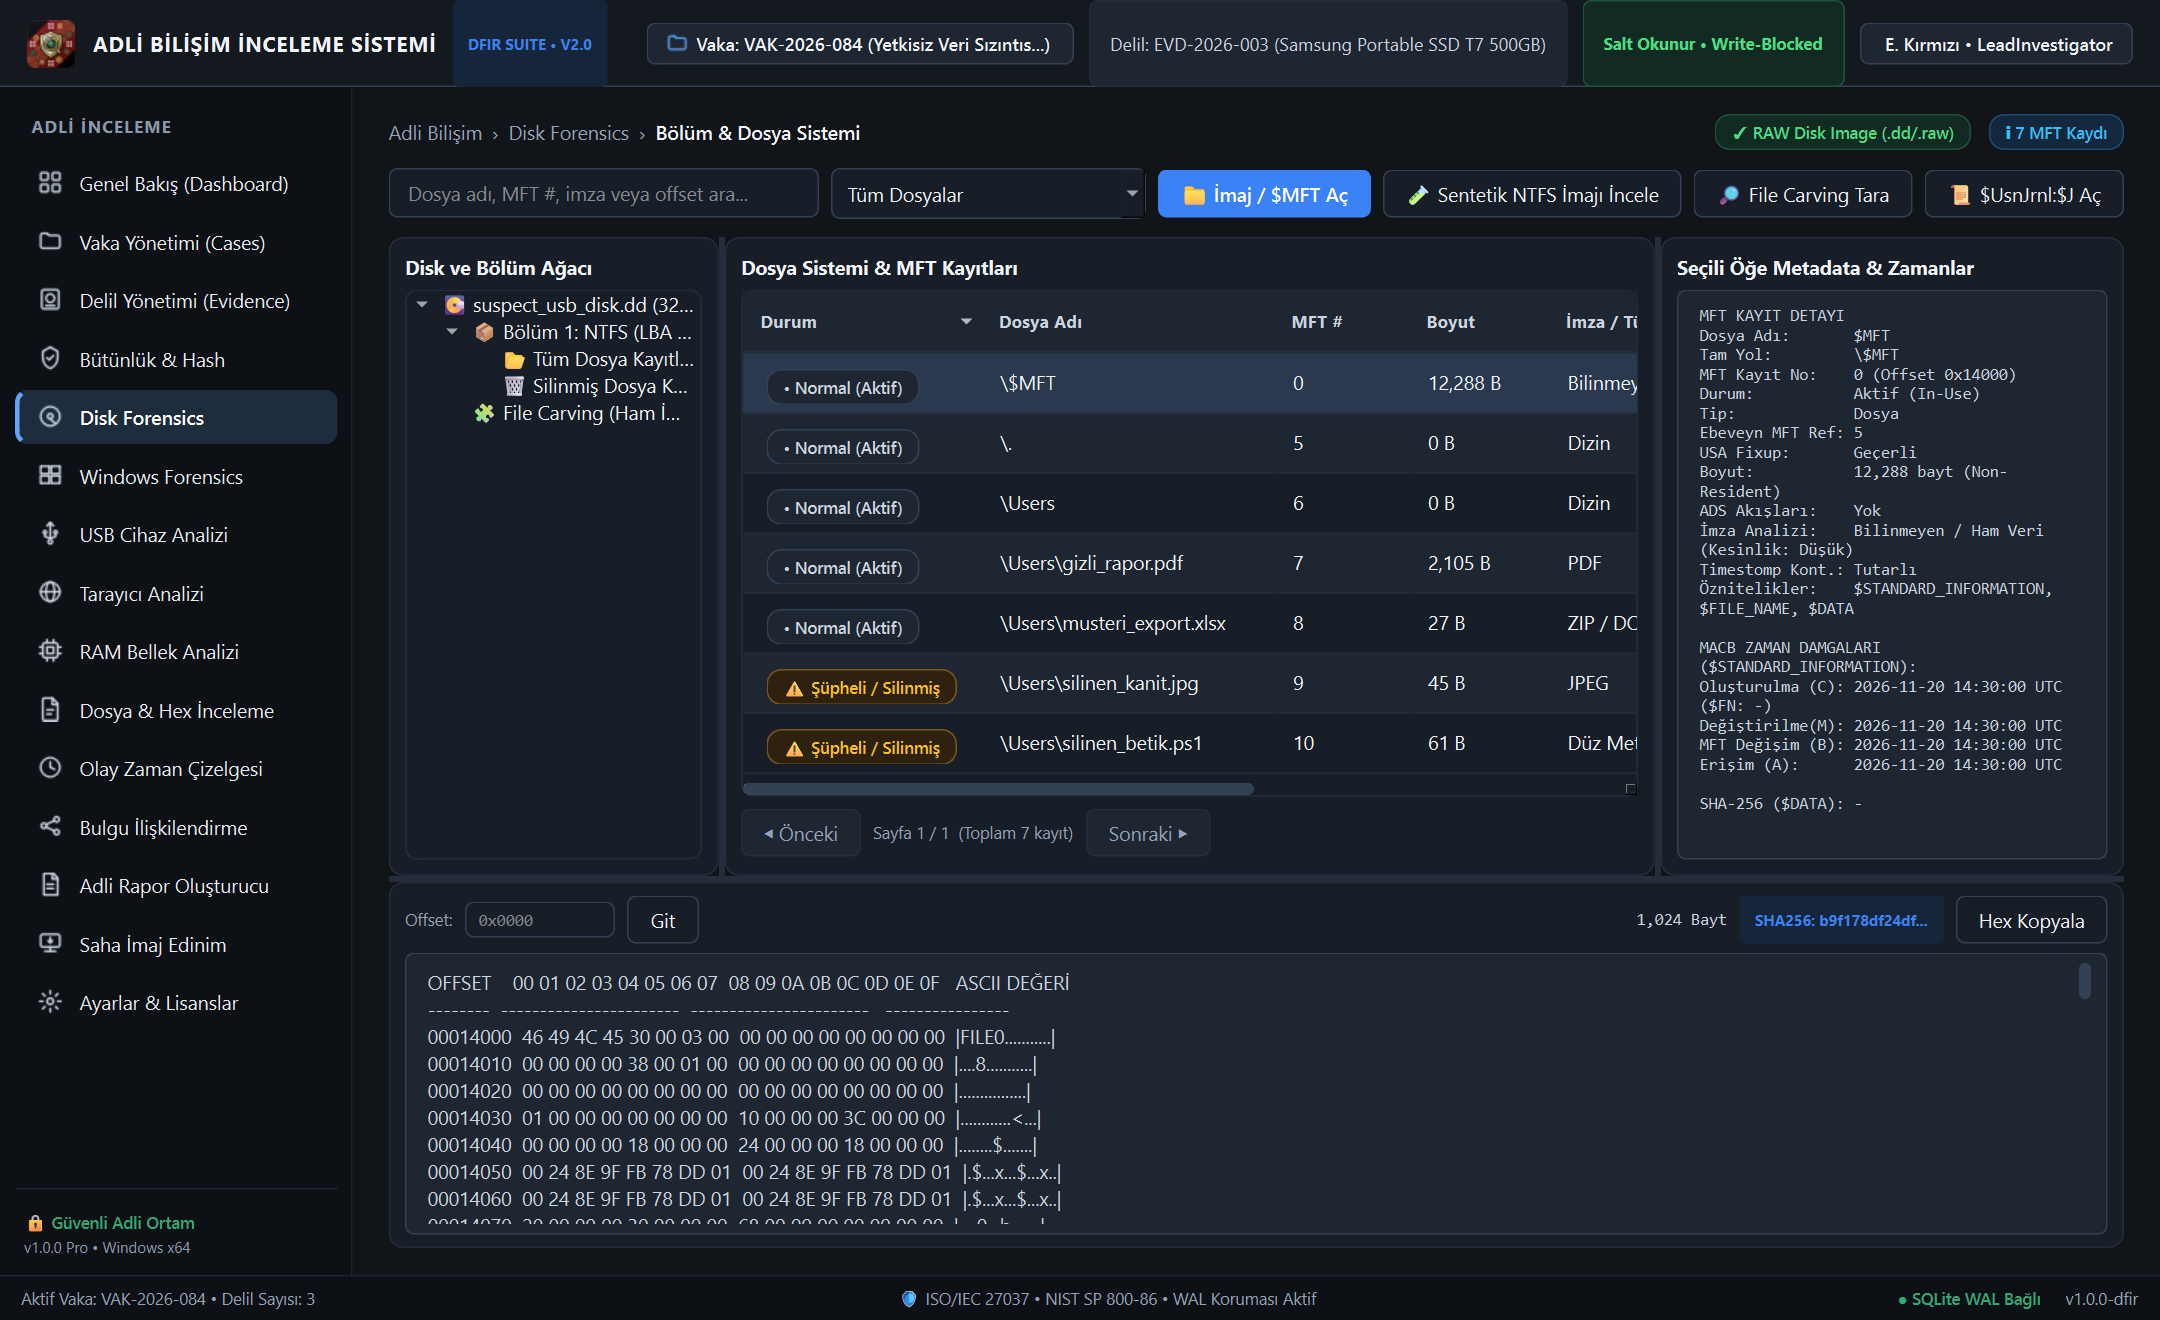 ADLİ BİLİŞİM İNCELEME SİSTEMİ
DFIR SUITE • V2.0
Vaka: VAK-2026-084 (Yetkisiz Veri Sızıntıs...)
Delil: EVD-2026-003 (Samsung Portable SSD T7 500GB)
Salt Okunur • Write-Blocked
E. Kırmızı • LeadInvestigator
ADLİ İNCELEME
Genel Bakış (Dashboard)
Vaka Yönetimi (Cases)
Delil Yönetimi (Evidence)
Bütünlük & Hash
Disk Forensics
Windows Forensics
USB Cihaz Analizi
Tarayıcı Analizi
RAM Bellek Analizi
Dosya & Hex İnceleme
Olay Zaman Çizelgesi
Bulgu İlişkilendirme
Adli Rapor Oluşturucu
Saha İmaj Edinim
Ayarlar & Lisanslar
Güvenli Adli Ortam
v1.0.0 Pro • Windows x64
Adli Bilişim › Disk Forensics › Bölüm & Dosya Sistemi
✓ RAW Disk Image (.dd/.raw)
ℹ 7 MFT Kaydı
Dosya adı, MFT #, imza veya offset ara...
Tüm Dosyalar
İmaj / $MFT Aç
Sentetik NTFS İmajı İncele
File Carving Tara
$UsnJrnl:$J Aç
Disk ve Bölüm Ağacı
suspect_usb_disk.dd (32...
Bölüm 1: NTFS (LBA ...
Tüm Dosya Kayıtl...
Silinmiş Dosya K...
File Carving (Ham İ...
Dosya Sistemi & MFT Kayıtları
Durum Dosya Adı MFT # Boyut İmza / Tü
• Normal (Aktif) \$MFT 0 12,288 B Bilinmey
• Normal (Aktif) \. 5 0 B Dizin
• Normal (Aktif) \Users 6 0 B Dizin
• Normal (Aktif) \Users\gizli_rapor.pdf 7 2,105 B PDF
• Normal (Aktif) \Users\musteri_export.xlsx 8 27 B ZIP / DO
⚠ Şüpheli / Silinmiş \Users\silinen_kanit.jpg 9 45 B JPEG
⚠ Şüpheli / Silinmiş \Users\silinen_betik.ps1 10 61 B Düz Met
◂ Önceki
Sayfa 1 / 1 (Toplam 7 kayıt)
Sonraki ▸
Seçili Öğe Metadata & Zamanlar
MFT KAYIT DETAYI
Dosya Adı: $MFT
Tam Yol: \$MFT
MFT Kayıt No: 0 (Offset 0x14000)
Durum: Aktif (In-Use)
Tip: Dosya
Ebeveyn MFT Ref: 5
USA Fixup: Geçerli
Boyut: 12,288 bayt (Non-
Resident)
ADS Akışları: Yok
İmza Analizi: Bilinmeyen / Ham Veri
(Kesinlik: Düşük)
Timestomp Kont.: Tutarlı
Öznitelikler: $STANDARD_INFORMATION,
$FILE_NAME, $DATA
MACB ZAMAN DAMGALARI
($STANDARD_INFORMATION):
Oluşturulma (C): 2026-11-20 14:30:00 UTC
($FN: -)
Değiştirilme(M): 2026-11-20 14:30:00 UTC
MFT Değişim (B): 2026-11-20 14:30:00 UTC
Erişim (A): 2026-11-20 14:30:00 UTC
SHA-256 ($DATA): -
Offset: 0x0000 Git
1,024 Bayt
SHA256: b9f178df24df...
Hex Kopyala
OFFSET 00 01 02 03 04 05 06 07 08 09 0A 0B 0C 0D 0E 0F ASCII DEĞERİ
-------- ----------------------- ----------------------- ----------------
00014000 46 49 4C 45 30 00 03 00 00 00 00 00 00 00 00 00 |FILE0...........|
00014010 00 00 00 00 38 00 01 00 00 00 00 00 00 00 00 00 |....8...........|
00014020 00 00 00 00 00 00 00 00 00 00 00 00 00 00 00 00 |................|
00014030 01 00 00 00 00 00 00 00 10 00 00 00 3C 00 00 00 |............<...|
00014040 00 00 00 00 18 00 00 00 24 00 00 00 18 00 00 00 |........$.......|
00014050 00 24 8E 9F FB 78 DD 01 00 24 8E 9F FB 78 DD 01 |.$...x...$...x..|
00014060 00 24 8E 9F FB 78 DD 01 00 24 8E 9F FB 78 DD 01 |.$...x...$...x..|
Aktif Vaka: VAK-2026-084 • Delil Sayısı: 3
ISO/IEC 27037 • NIST SP 800-86 • WAL Koruması Aktif
● SQLite WAL Bağlı
v1.0.0-dfir